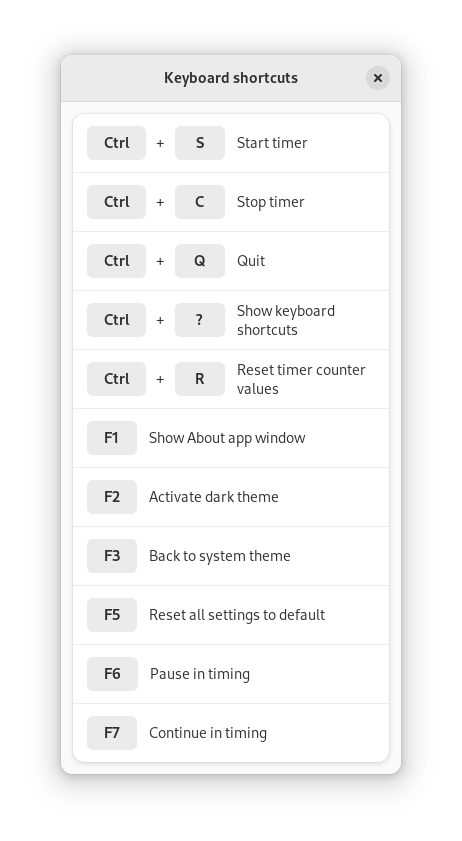 Keyboard shortcuts
Ctrl + S Start timer
Ctrl + C Stop timer
Ctrl + Q Quit
Ctrl + ? Show keyboard
shortcuts
Ctrl + R Reset timer counter
values
F1 Show About app window
F2 Activate dark theme
F3 Back to system theme
F5 Reset all settings to default
F6 Pause in timing
F7 Continue in timing